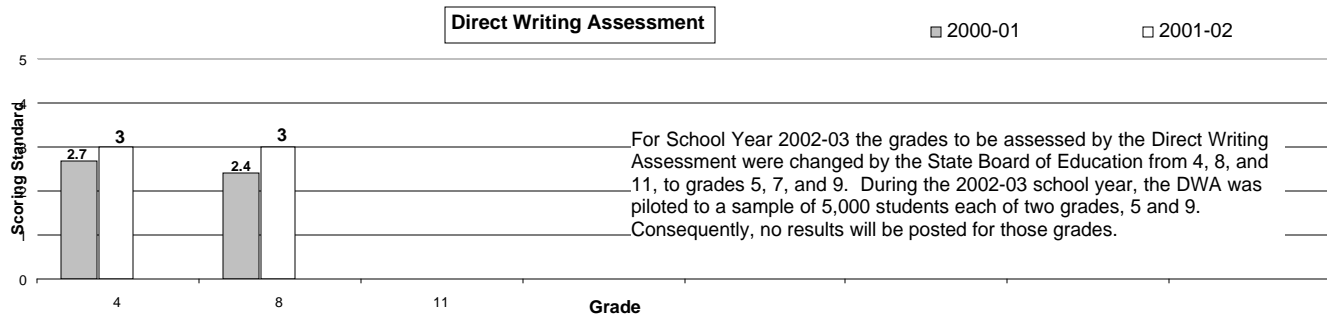 Direct Writing Assessment
2000-01 2001-02
5
4
3
2
1
0
Scoring Standard
2.7
3
2.4
3
For School Year 2002-03 the grades to be assessed by the Direct Writing
Assessment were changed by the State Board of Education from 4, 8, and
11, to grades 5, 7, and 9. During the 2002-03 school year, the DWA was
piloted to a sample of 5,000 students each of two grades, 5 and 9.
Consequently, no results will be posted for those grades.
4 8 11
Grade